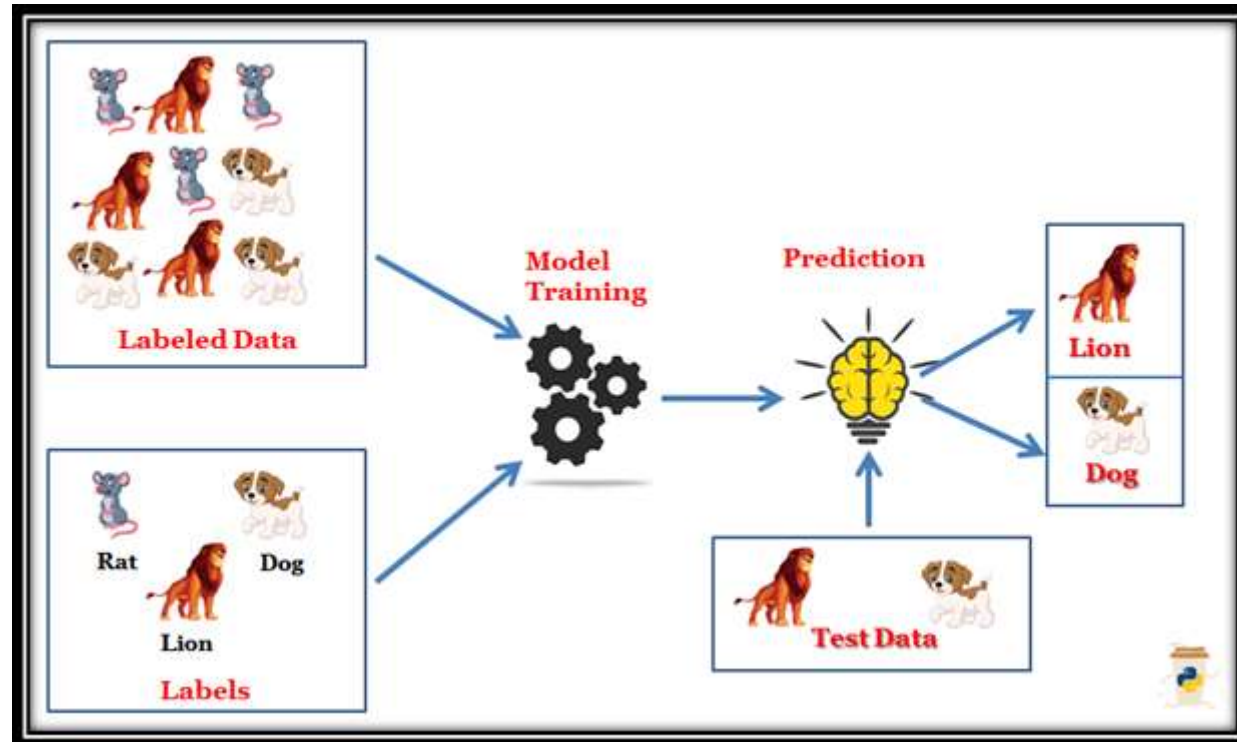 Labeled Data
Model
Training
Prediction
Lion
Dog
Rat
Dog
Lion
Labels
Test Data